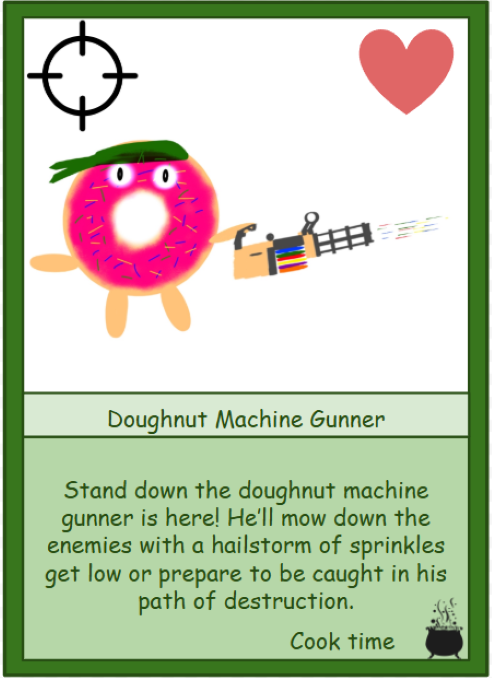 Doughnut Machine Gunner
Stand down the doughnut machine
gunner is here! He'll mow down the
enemies with a hailstorm of sprinkles
get low or prepare to be caught in his
path of destruction.
Cook time